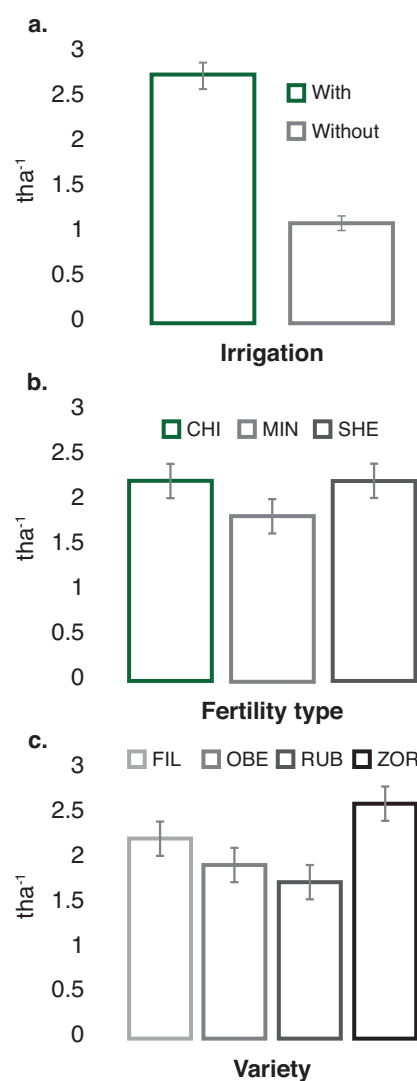 a.
3
2.5
2
1.5
1
0.5
0
tha⁻¹
With
Without
Irrigation
b.
3
2.5
2
1.5
1
0.5
0
tha⁻¹
CHI MIN SHE
Fertility type
c.
3
2.5
2
1.5
1
0.5
0
tha⁻¹
FIL OBE RUB ZOR
Variety